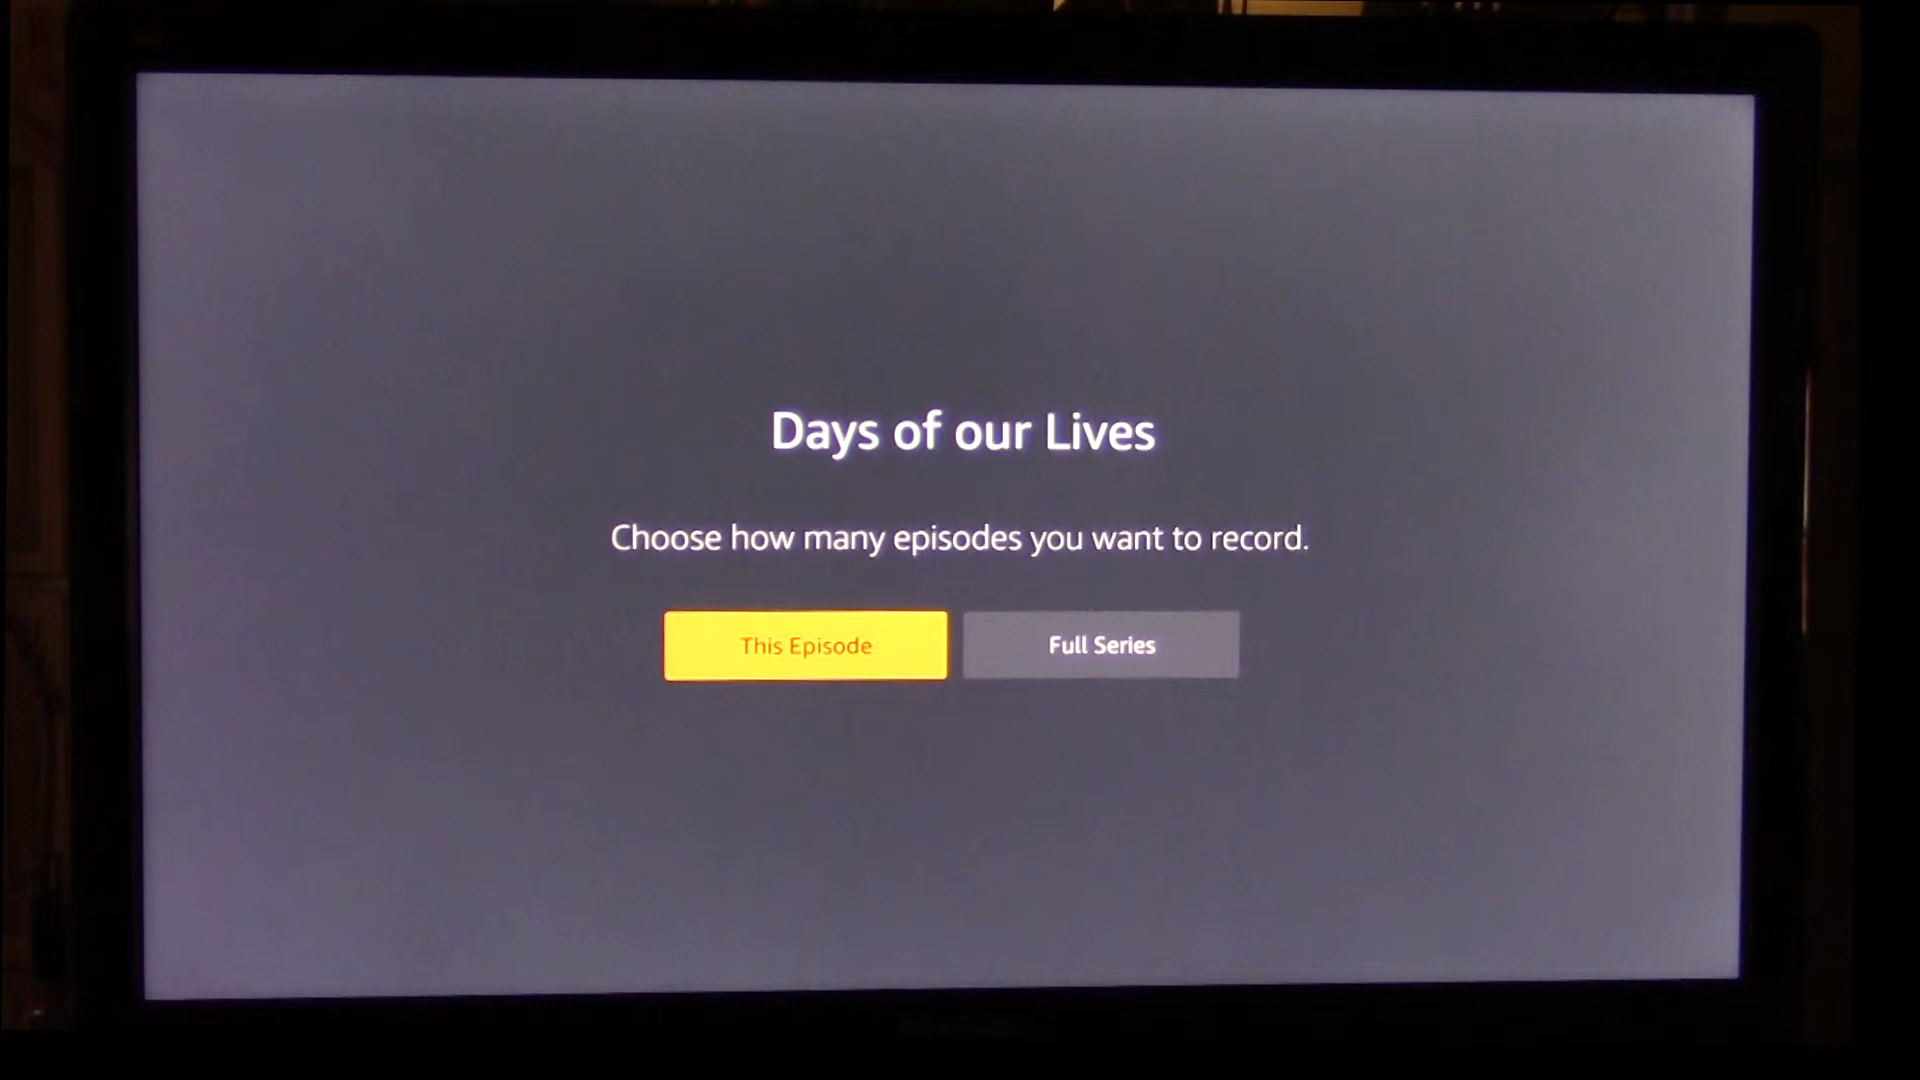 Days of our Lives
Choose how many episodes you want to record.
This Episode
Full Series